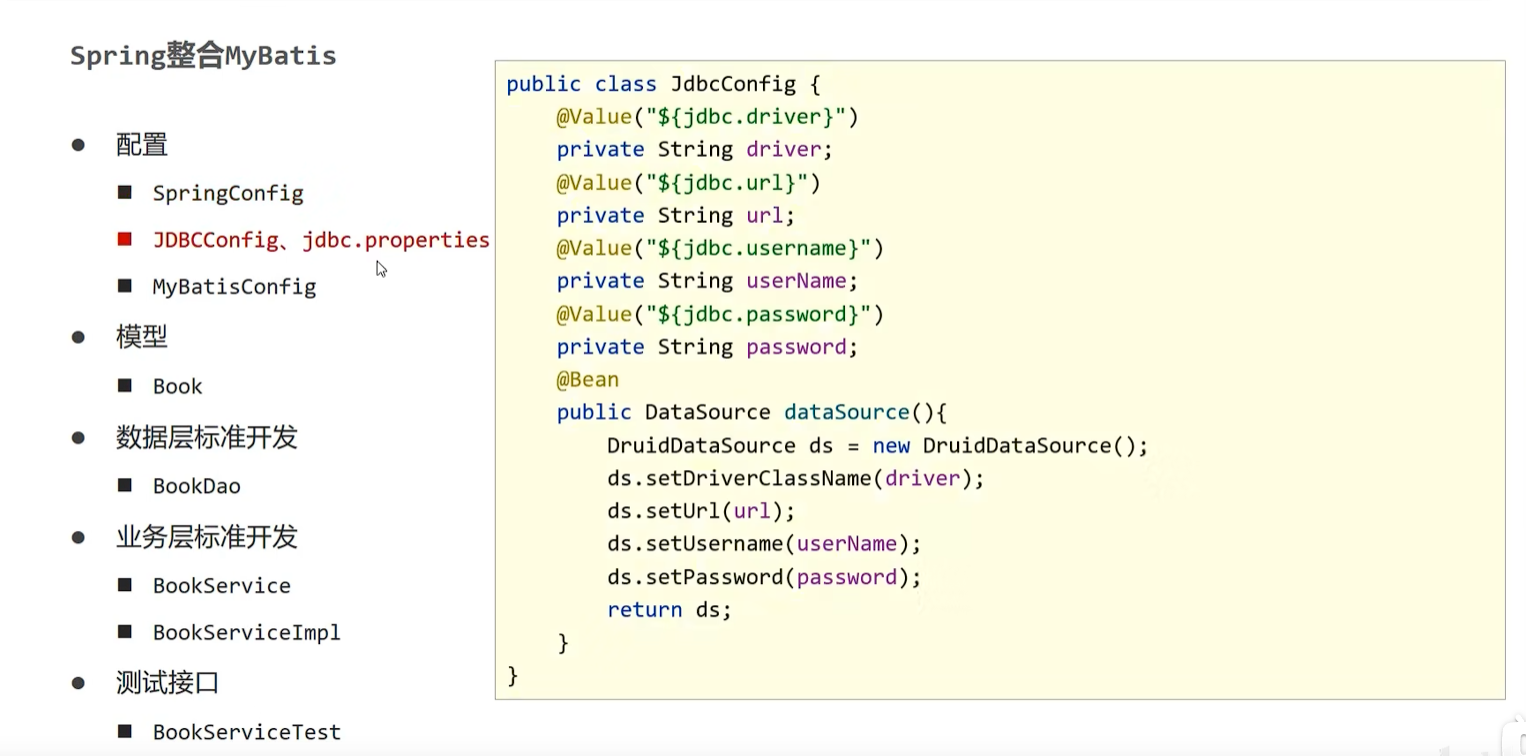 Spring整合MyBatis
配置
SpringConfig
JDBCConfig、jdbc.properties
MyBatisConfig
模型
Book
数据层标准开发
BookDao
业务层标准开发
BookService
BookServiceImpl
测试接口
BookServiceTest
public class JdbcConfig {
@Value("${jdbc.driver}")
private String driver;
@Value("${jdbc.url}")
private String url;
@Value("${jdbc.username}")
private String userName;
@Value("${jdbc.password}")
private String password;
@Bean
public DataSource dataSource(){
DruidDataSource ds = new DruidDataSource();
ds.setDriverClassName(driver);
ds.setUrl(url);
ds.setUsername(userName);
ds.setPassword(password);
return ds;
}
}